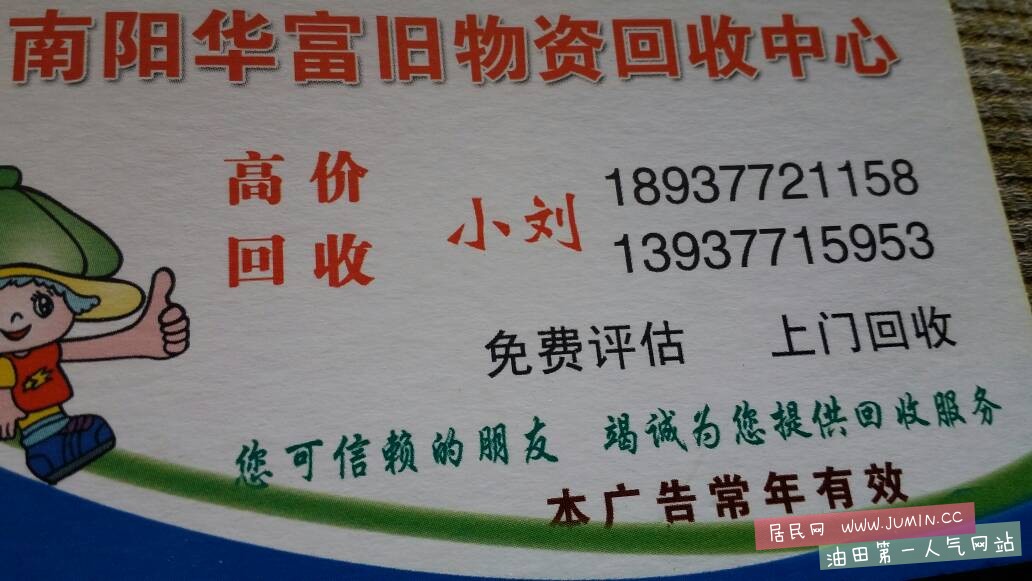 南阳华富旧物资回收中心
高价
回收
小刘
18937721158
13937715953
免费评估 上门回收
您可信赖的朋友 竭诚为您提供回收服务
本广告常年有效
居民网 WWW.JUMIN.CC
油田第一人气网站